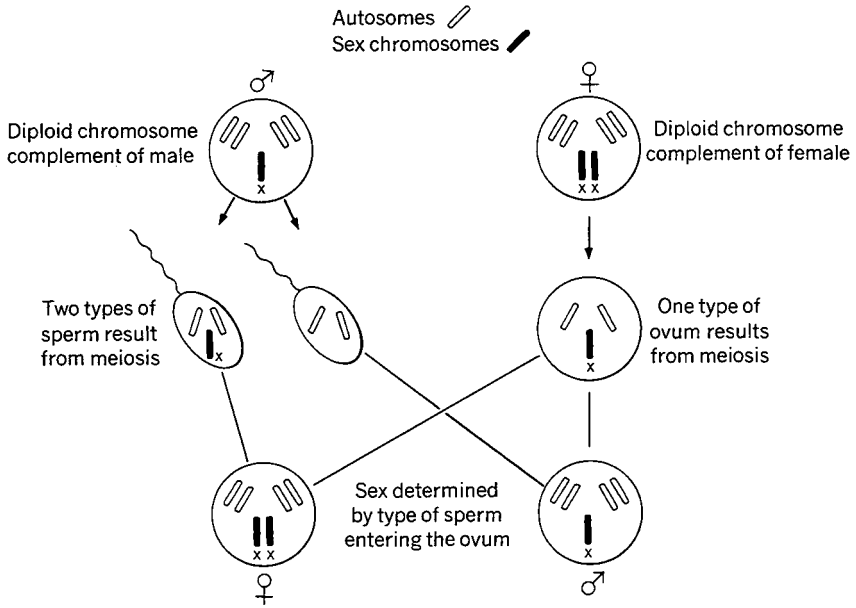 Autosomes
Sex chromosomes
♂
♀
Diploid chromosome
complement of male
x
Diploid chromosome
complement of female
x x
Two types of
sperm result
from meiosis
x
One type of
ovum results
from meiosis
x
Sex determined
by type of sperm
entering the ovum
x x
♀
x
♂